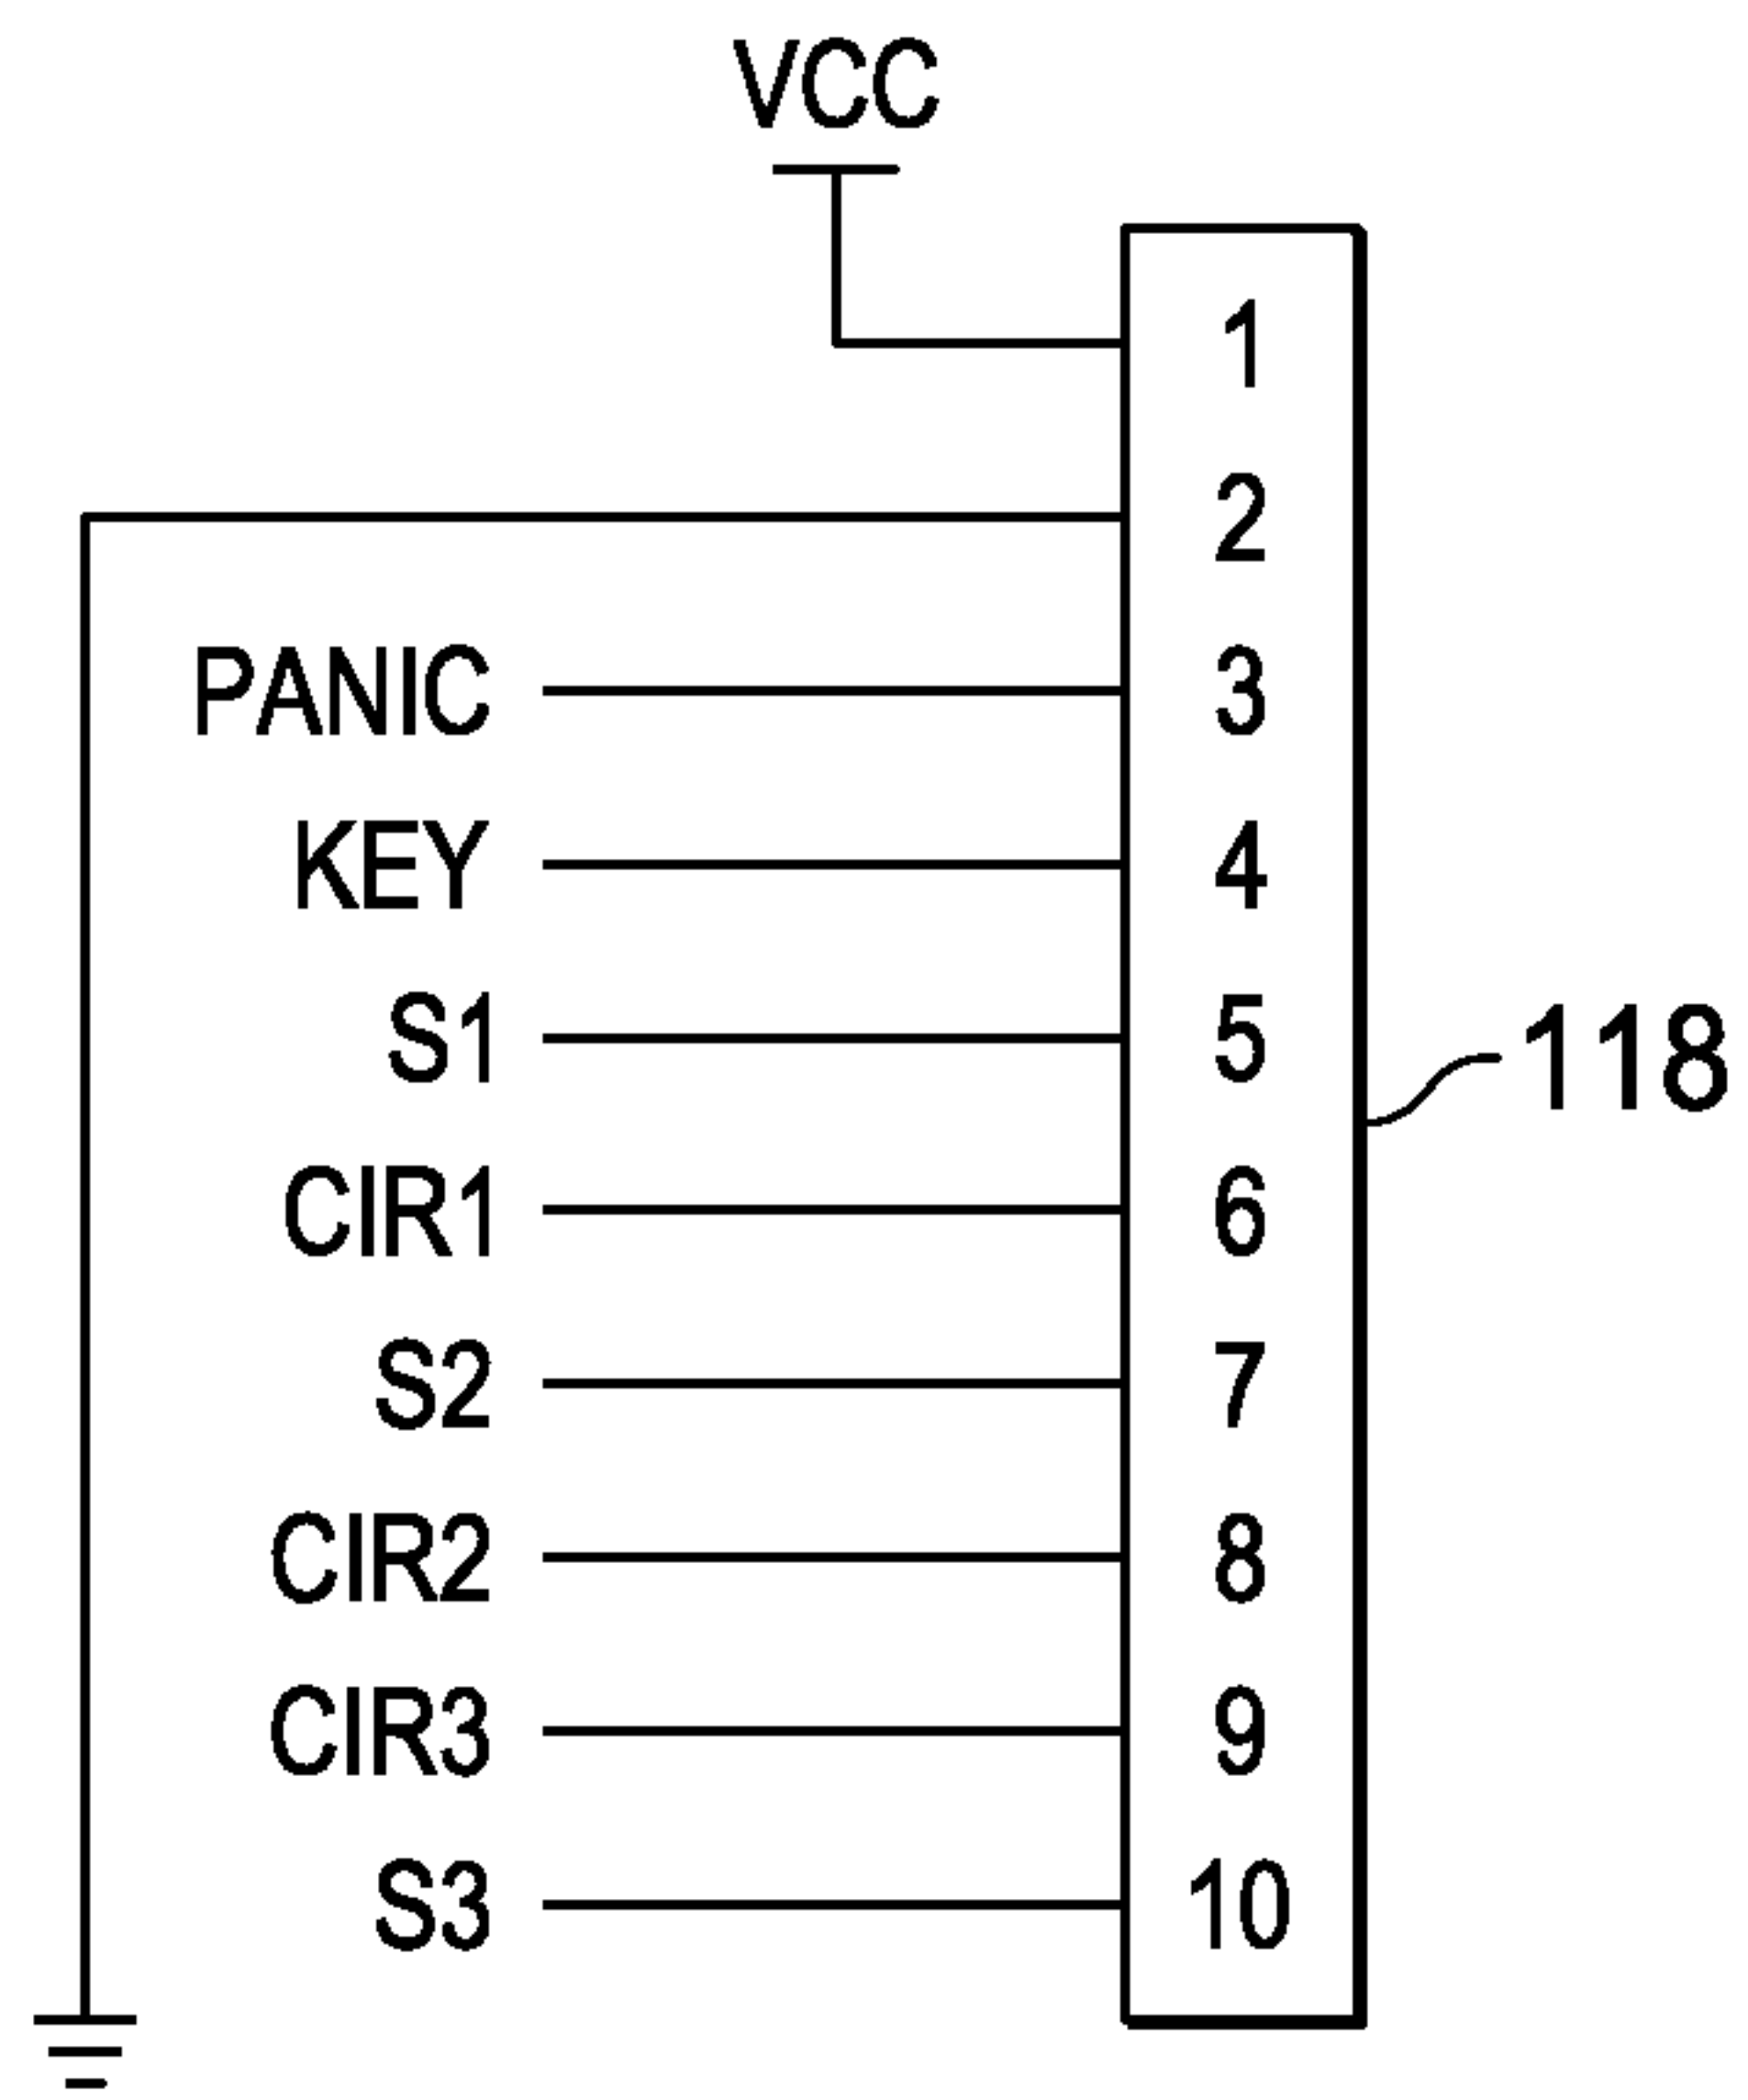 VCC
1
2
PANIC 3
KEY 4
S1 5
118
CIR1 6
S2 7
CIR2 8
CIR3 9
S3 10